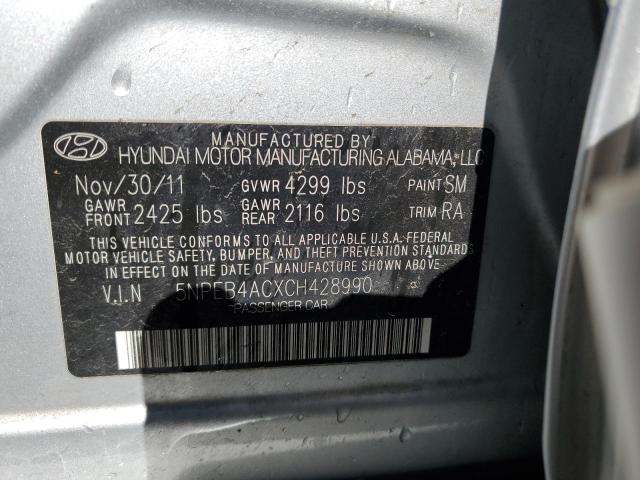 MANUFACTURED BY
HYUNDAI MOTOR MANUFACTURING ALABAMA, LLC
Nov/30/11 GVWR 4299 lbs PAINT SM
GAWR FRONT 2425 lbs GAWR REAR 2116 lbs TRIM RA
THIS VEHICLE CONFORMS TO ALL APPLICABLE U.S.A. FEDERAL
MOTOR VEHICLE SAFETY, BUMPER, AND THEFT PREVENTION STANDARDS
IN EFFECT ON THE DATE OF MANUFACTURE SHOWN ABOVE.
V.I.N 5NPEB4ACXCH428990
PASSENGER CAR